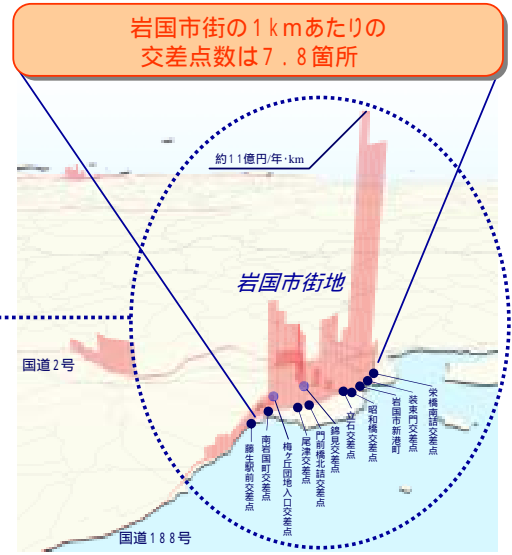 岩国市街の1kmあたりの
交差点数は7.8箇所
約11億円/年・km
岩国市街地
国道2号
国道188号
藤生駅前交差点
南岩国町交差点
梅ヶ丘団地入口交差点
尾津交差点
門前橋北詰交差点
錦見交差点
立石交差点
昭和橋交差点
岩国市新港町
装束門交差点
栄橋南詰交差点